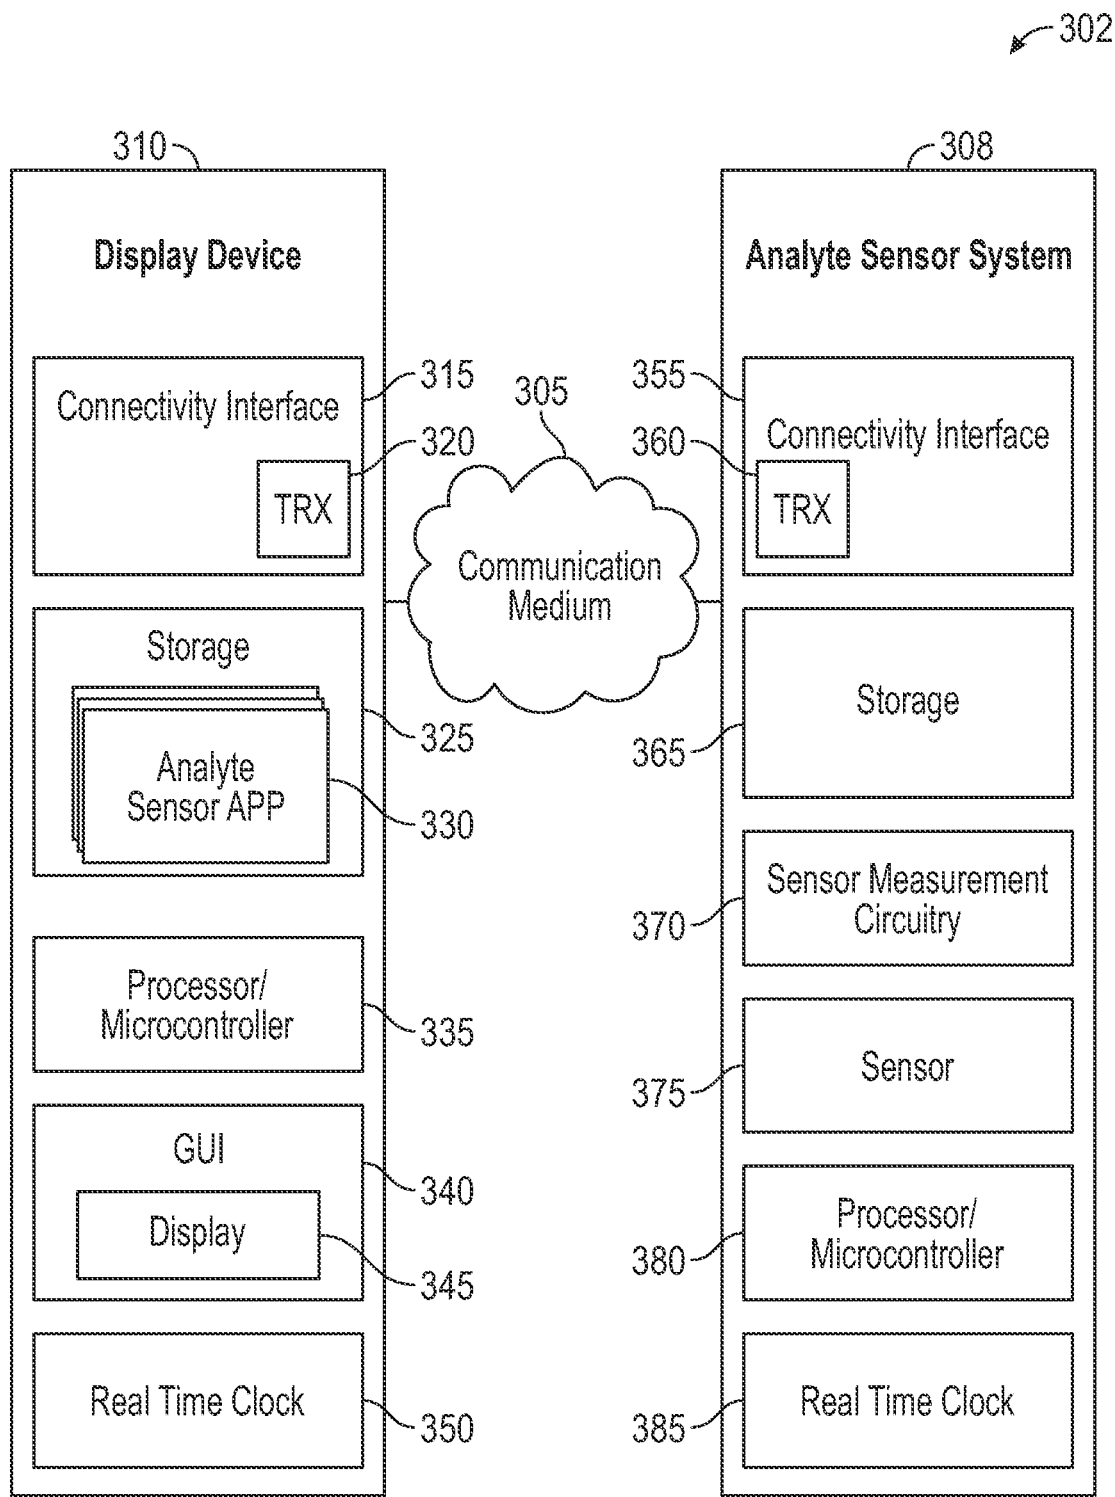 302
310
Display Device
Connectivity Interface
315
320
TRX
Storage
325
Analyte
Sensor APP
330
Processor/
Microcontroller
335
GUI
340
Display
345
Real Time Clock
350
305
Communication
Medium
308
Analyte Sensor System
355
Connectivity Interface
360
TRX
Storage
365
Sensor Measurement
Circuitry
370
Sensor
375
Processor/
Microcontroller
380
Real Time Clock
385